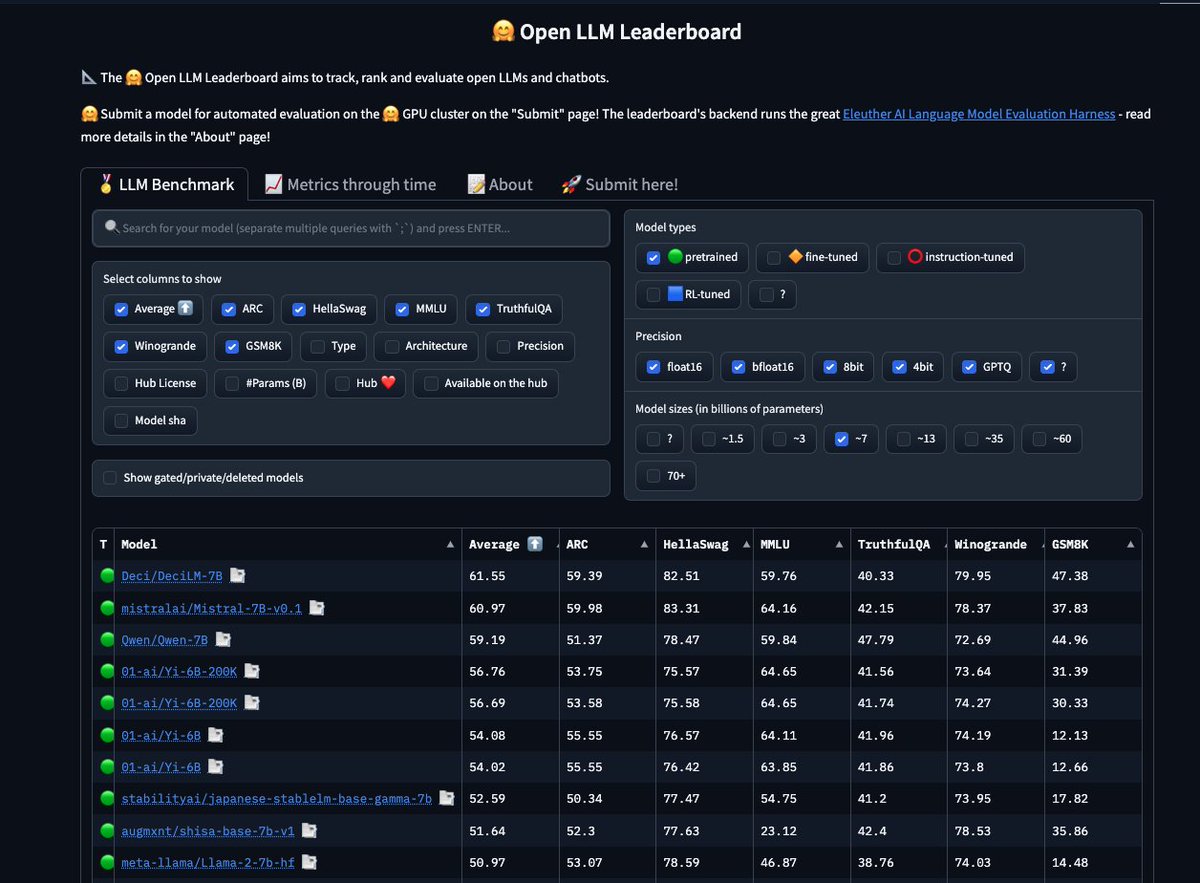 🤗 Open LLM Leaderboard
📐 The 🤗 Open LLM Leaderboard aims to track, rank and evaluate open LLMs and chatbots.
🤗 Submit a model for automated evaluation on the 🤗 GPU cluster on the "Submit" page! The leaderboard's backend runs the great Eleuther AI Language Model Evaluation Harness - read
more details in the "About" page!
🏅 LLM Benchmark 📈 Metrics through time 📝 About 🚀 Submit here!
🔍 Search for your model (separate multiple queries with `;`) and press ENTER...
Select columns to show
Average ⬆️ ARC HellaSwag MMLU TruthfulQA
Winogrande GSM8K Type Architecture Precision
Hub License #Params (B) Hub ❤️ Available on the hub
Model sha
Show gated/private/deleted models
Model types
🟢 pretrained 🔶 fine-tuned ⭕ instruction-tuned
🟦 RL-tuned ?
Precision
float16 bfloat16 8bit 4bit GPTQ ?
Model sizes (in billions of parameters)
? ~1.5 ~3 ~7 ~13 ~35 ~60
70+
T Model Average ⬆️ ARC HellaSwag MMLU TruthfulQA Winogrande GSM8K
Deci/DeciLM-7B 61.55 59.39 82.51 59.76 40.33 79.95 47.38
mistralai/Mistral-7B-v0.1 60.97 59.98 83.31 64.16 42.15 78.37 37.83
Qwen/Qwen-7B 59.19 51.37 78.47 59.84 47.79 72.69 44.96
01-ai/Yi-6B-200K 56.76 53.75 75.57 64.65 41.56 73.64 31.39
01-ai/Yi-6B-200K 56.69 53.58 75.58 64.65 41.74 74.27 30.33
01-ai/Yi-6B 54.08 55.55 76.57 64.11 41.96 74.19 12.13
01-ai/Yi-6B 54.02 55.55 76.42 63.85 41.86 73.8 12.66
stabilityai/japanese-stablelm-base-gamma-7b 52.59 50.34 77.47 54.75 41.2 73.95 17.82
augmxnt/shisa-base-7b-v1 51.64 52.3 77.63 23.12 42.4 78.53 35.86
meta-llama/Llama-2-7b-hf 50.97 53.07 78.59 46.87 38.76 74.03 14.48